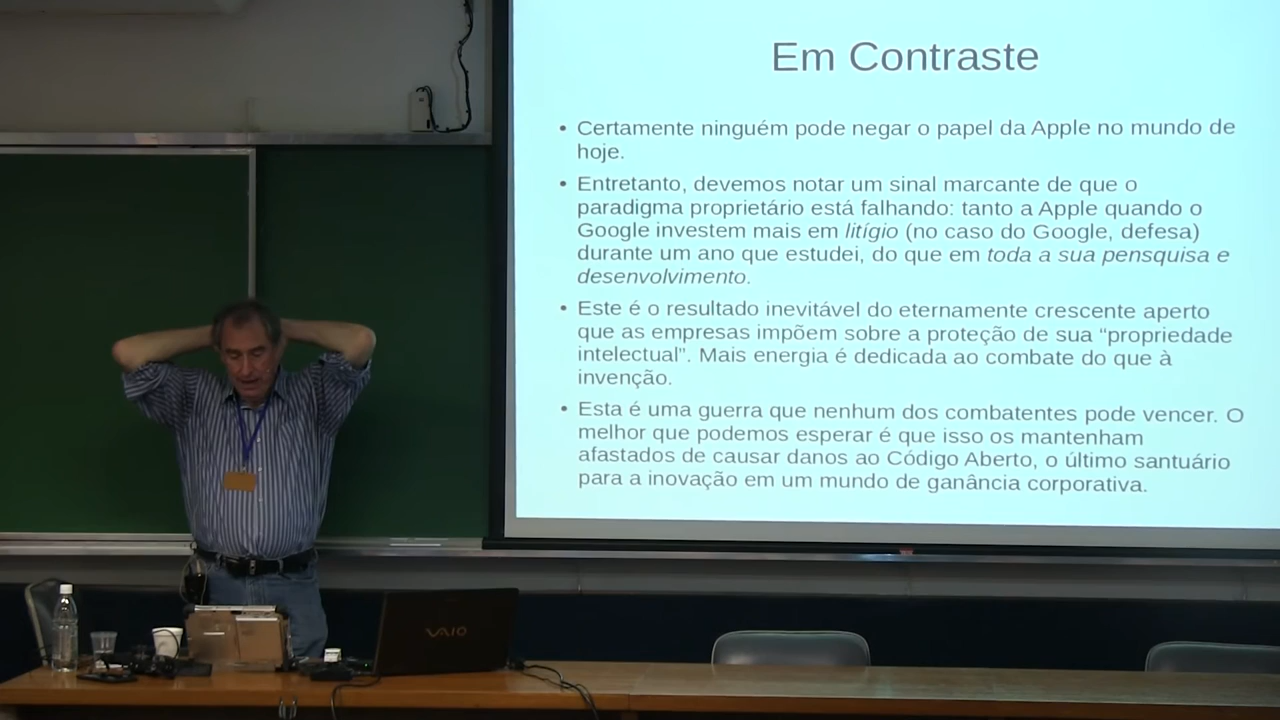 Em Contraste
• Certamente ninguém pode negar o papel da Apple no mundo de
hoje.
• Entretanto, devemos notar um sinal marcante de que o
paradigma proprietário está falhando: tanto a Apple quando o
Google investem mais em litígio (no caso do Google, defesa)
durante um ano que estudei, do que em toda a sua pensquisa e
desenvolvimento.
• Este é o resultado inevitável do eternamente crescente aperto
que as empresas impõem sobre a proteção de sua “propriedade
intelectual”. Mais energia é dedicada ao combate do que à
invenção.
• Esta é uma guerra que nenhum dos combatentes pode vencer. O
melhor que podemos esperar é que isso os mantenham
afastados de causar danos ao Código Aberto, o último santuário
para a inovação em um mundo de ganância corporativa.
VAIO